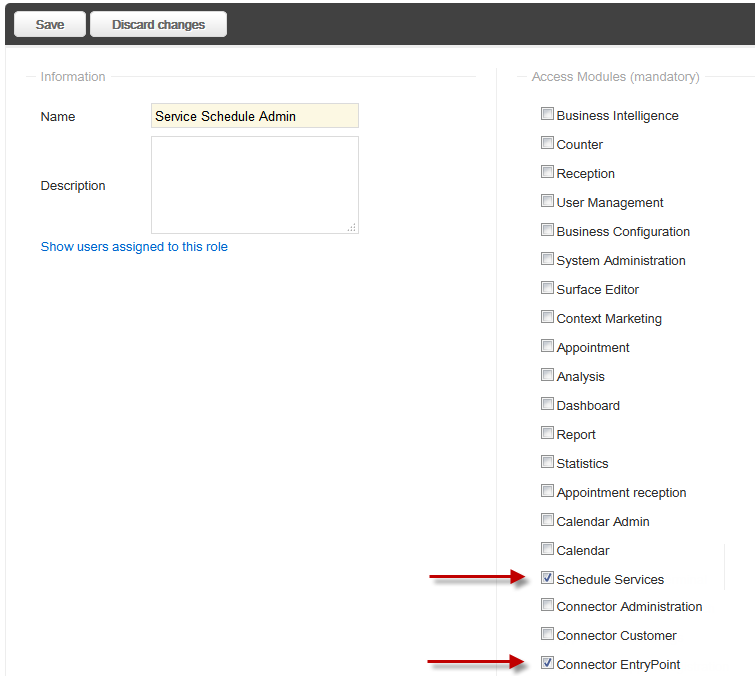 Save
Discard changes
Information
Name
Service Schedule Admin
Description
Show users assigned to this role
Access Modules (mandatory)
Business Intelligence
Counter
Reception
User Management
Business Configuration
System Administration
Surface Editor
Context Marketing
Appointment
Analysis
Dashboard
Report
Statistics
Appointment reception
Calendar Admin
Calendar
Schedule Services
Connector Administration
Connector Customer
Connector EntryPoint